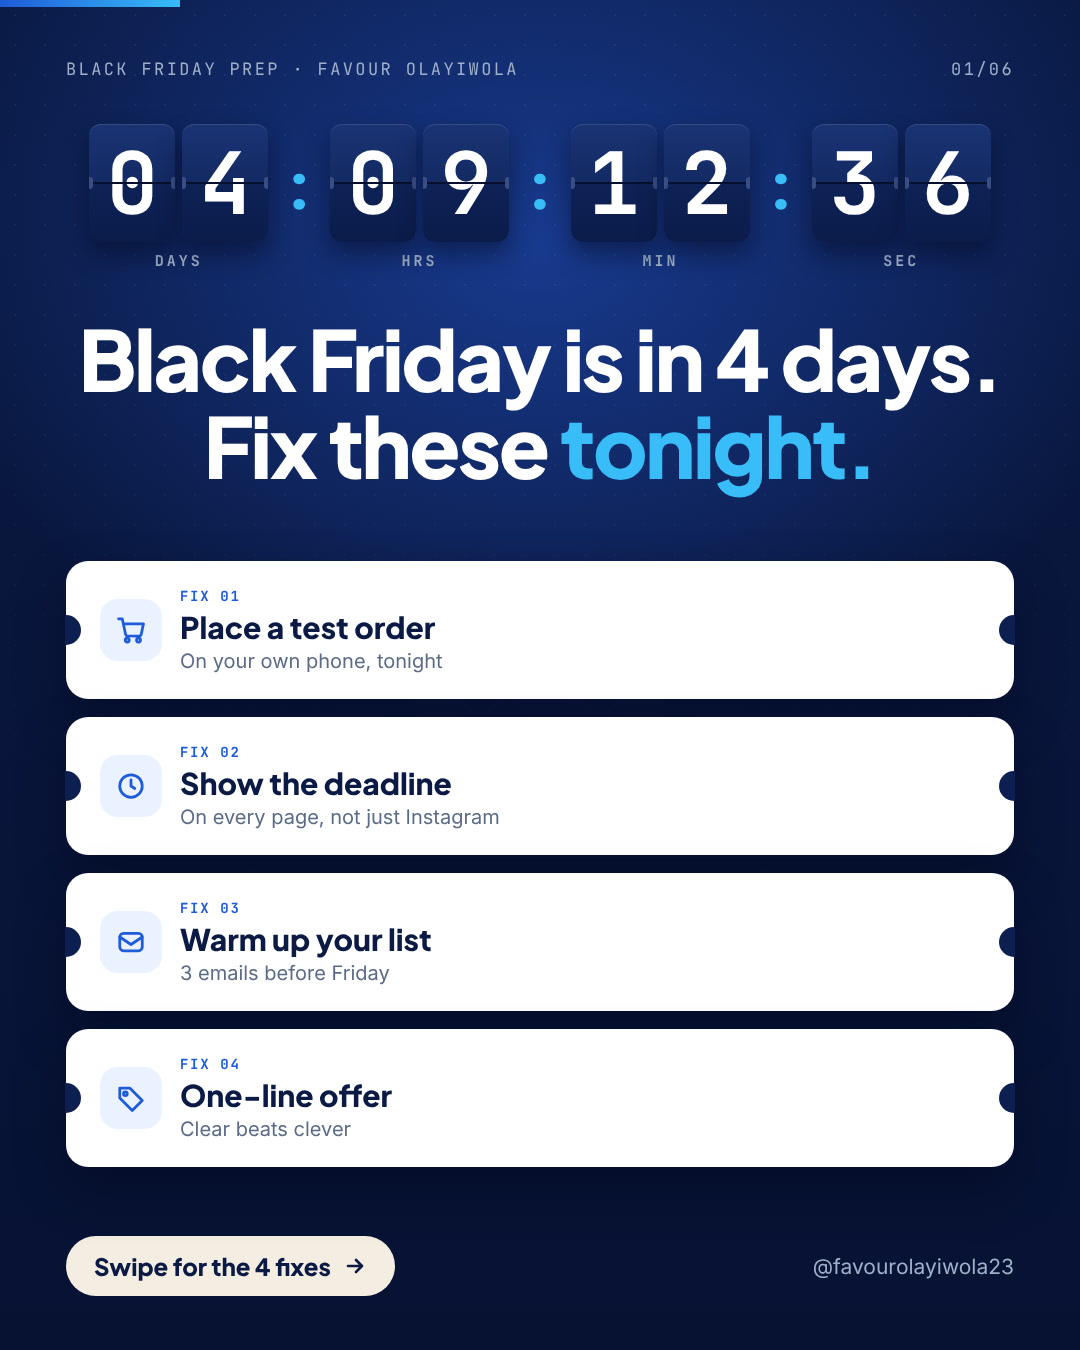 BLACK FRIDAY PREP · FAVOUR OLAYIWOLA 01/06
04 : 09 : 12 : 36
DAYS HRS MIN SEC
Black Friday is in 4 days.
Fix these tonight.
FIX 01
Place a test order
On your own phone, tonight
FIX 02
Show the deadline
On every page, not just Instagram
FIX 03
Warm up your list
3 emails before Friday
FIX 04
One-line offer
Clear beats clever
Swipe for the 4 fixes → @favourolayiwola23